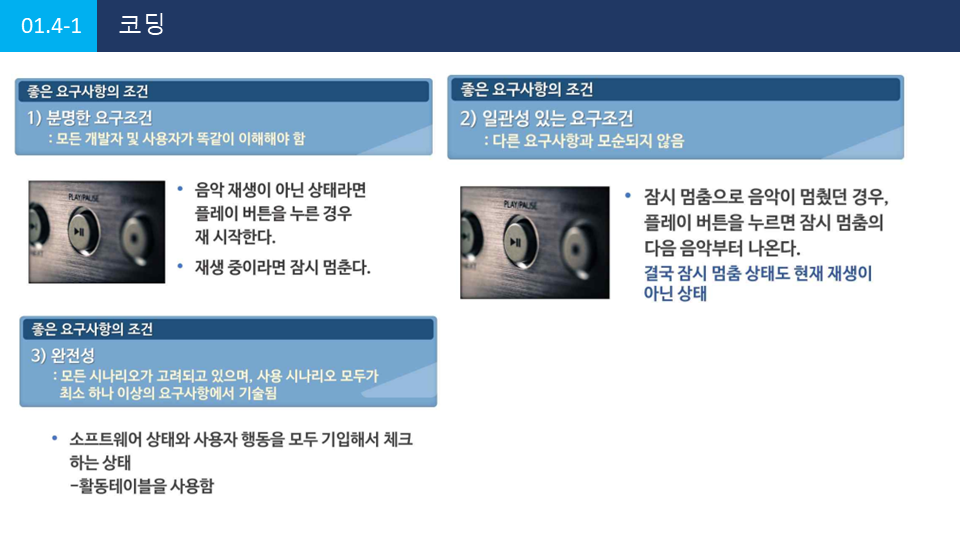 01.4-1
코딩
좋은 요구사항의 조건
1) 분명한 요구조건
: 모든 개발자 및 사용자가 똑같이 이해해야 함
PLAY/PAUSE
NEXT
• 음악 재생이 아닌 상태라면
플레이 버튼을 누른 경우
재 시작한다.
• 재생 중이라면 잠시 멈춘다.
좋은 요구사항의 조건
2) 일관성 있는 요구조건
: 다른 요구사항과 모순되지 않음
PLAY/PAUSE
NEXT
• 잠시 멈춤으로 음악이 멈췄던 경우,
플레이 버튼을 누르면 잠시 멈춤의
다음 음악부터 나온다.
결국 잠시 멈춤 상태도 현재 재생이
아닌 상태
좋은 요구사항의 조건
3) 완전성
: 모든 시나리오가 고려되고 있으며, 사용 시나리오 모두가
최소 하나 이상의 요구사항에서 기술됨
• 소프트웨어 상태와 사용자 행동을 모두 기입해서 체크
하는 상태
-활동테이블을 사용함